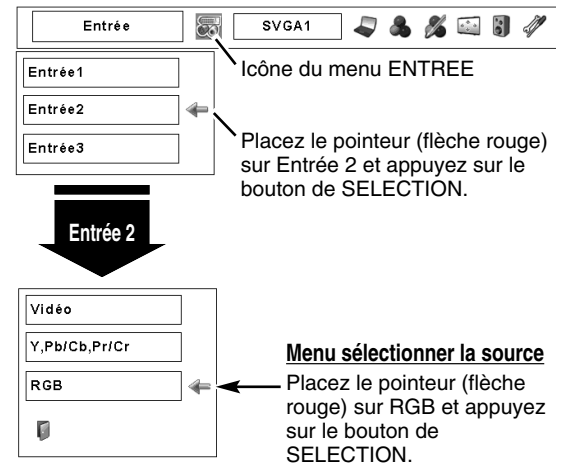 Entrée
SVGA1
Icône du menu ENTREE
Entrée1
Entrée2
Entrée3
Placez le pointeur (flèche rouge)
sur Entrée 2 et appuyez sur le
bouton de SELECTION.
Entrée 2
Vidéo
Y,Pb/Cb,Pr/Cr
RGB
Menu sélectionner la source
Placez le pointeur (flèche
rouge) sur RGB et appuyez
sur le bouton de
SELECTION.